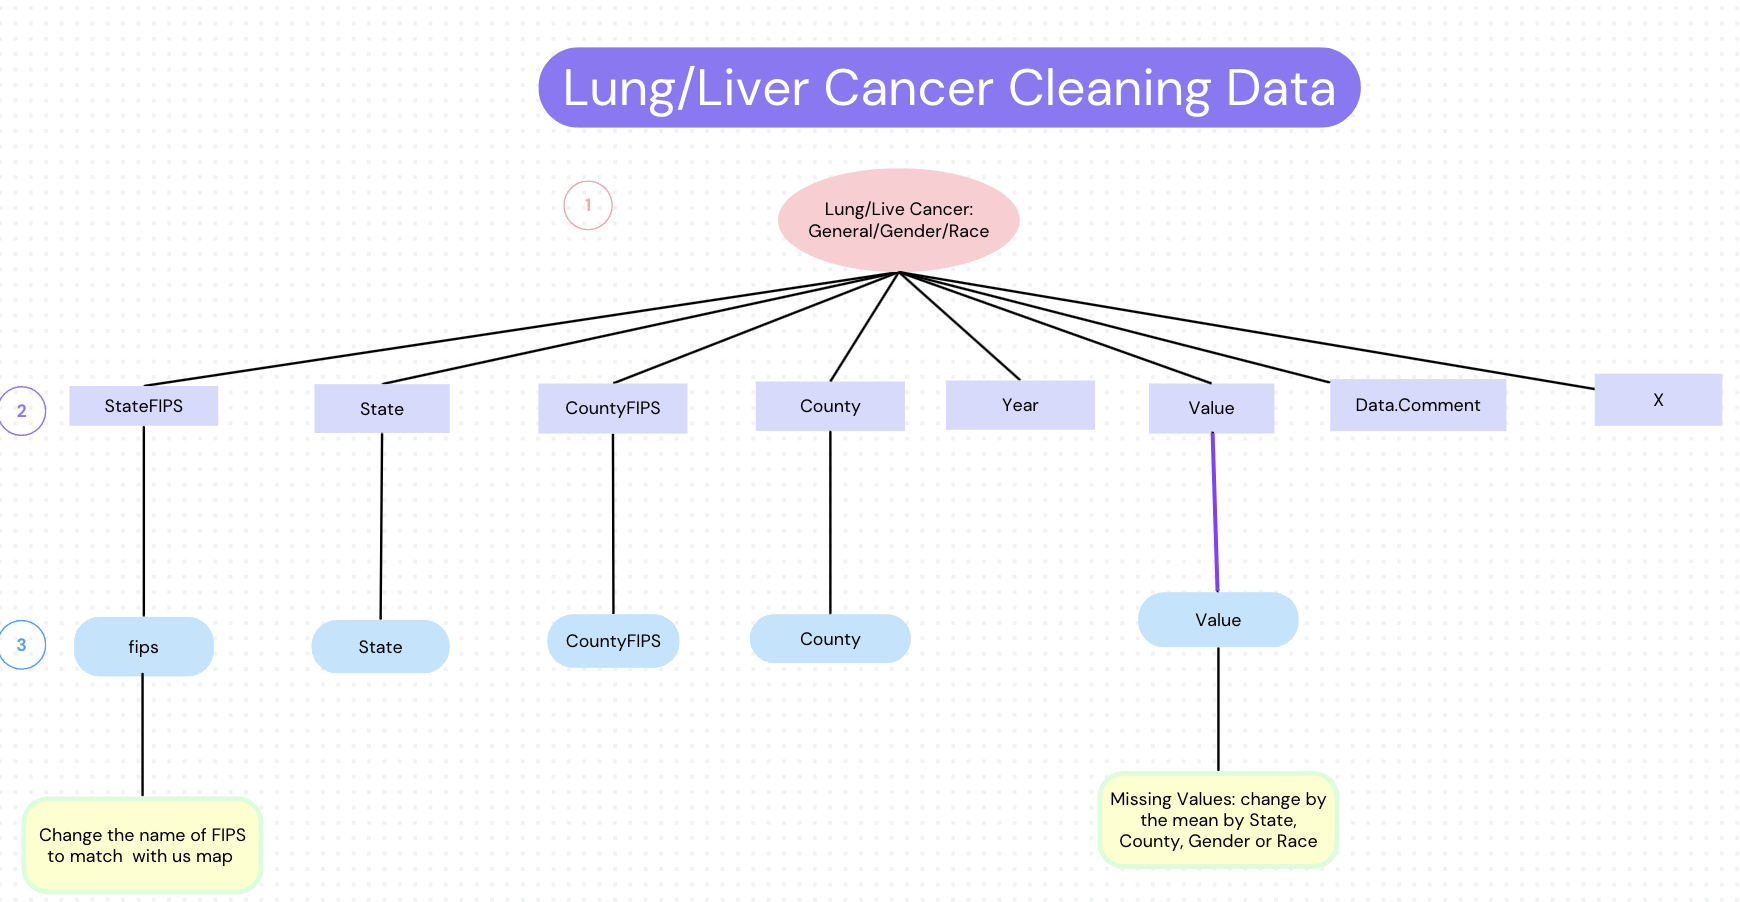 Lung/Liver Cancer Cleaning Data
1
Lung/Live Cancer:
General/Gender/Race
2
StateFIPS
State
CountyFIPS
County
Year
Value
Data.Comment
X
3
fips
State
CountyFIPS
County
Value
Change the name of FIPS
to match  with us map
Missing Values: change by
the mean by State,
County, Gender or Race